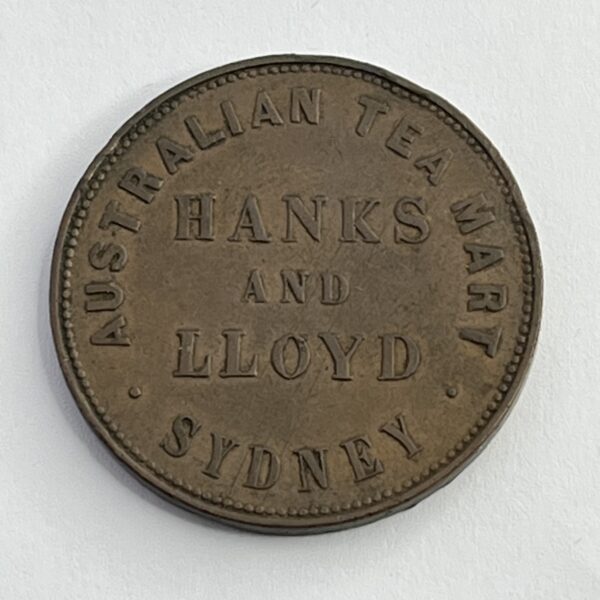 AUSTRALIAN TEA MART
HANKS
AND
LLOYD
· SYDNEY ·